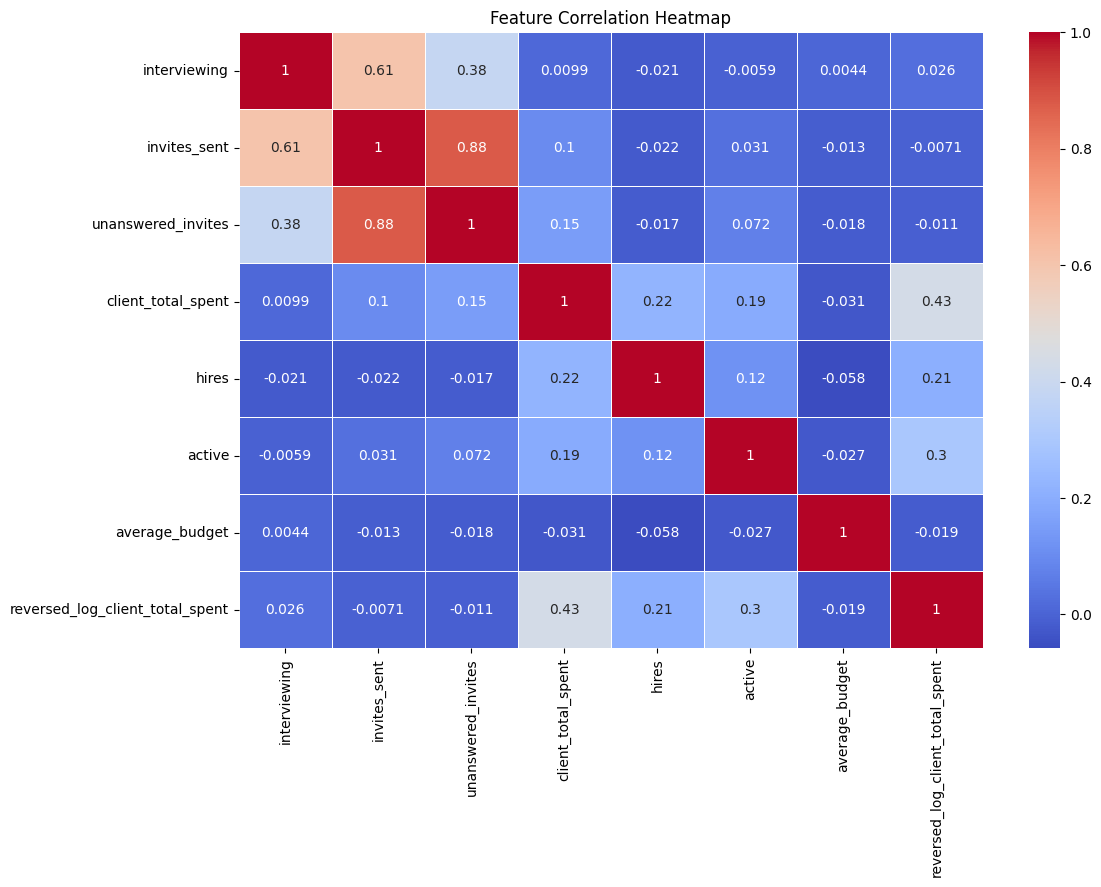 Feature Correlation Heatmap
interviewing 1 0.61 0.38 0.0099 -0.021 -0.0059 0.0044 0.026
invites_sent 0.61 1 0.88 0.1 -0.022 0.031 -0.013 -0.0071
unanswered_invites 0.38 0.88 1 0.15 -0.017 0.072 -0.018 -0.011
client_total_spent 0.0099 0.1 0.15 1 0.22 0.19 -0.031 0.43
hires -0.021 -0.022 -0.017 0.22 1 0.12 -0.058 0.21
active -0.0059 0.031 0.072 0.19 0.12 1 -0.027 0.3
average_budget 0.0044 -0.013 -0.018 -0.031 -0.058 -0.027 1 -0.019
reversed_log_client_total_spent 0.026 -0.0071 -0.011 0.43 0.21 0.3 -0.019 1
interviewing
invites_sent
unanswered_invites
client_total_spent
hires
active
average_budget
reversed_log_client_total_spent
1.0
0.8
0.6
0.4
0.2
0.0